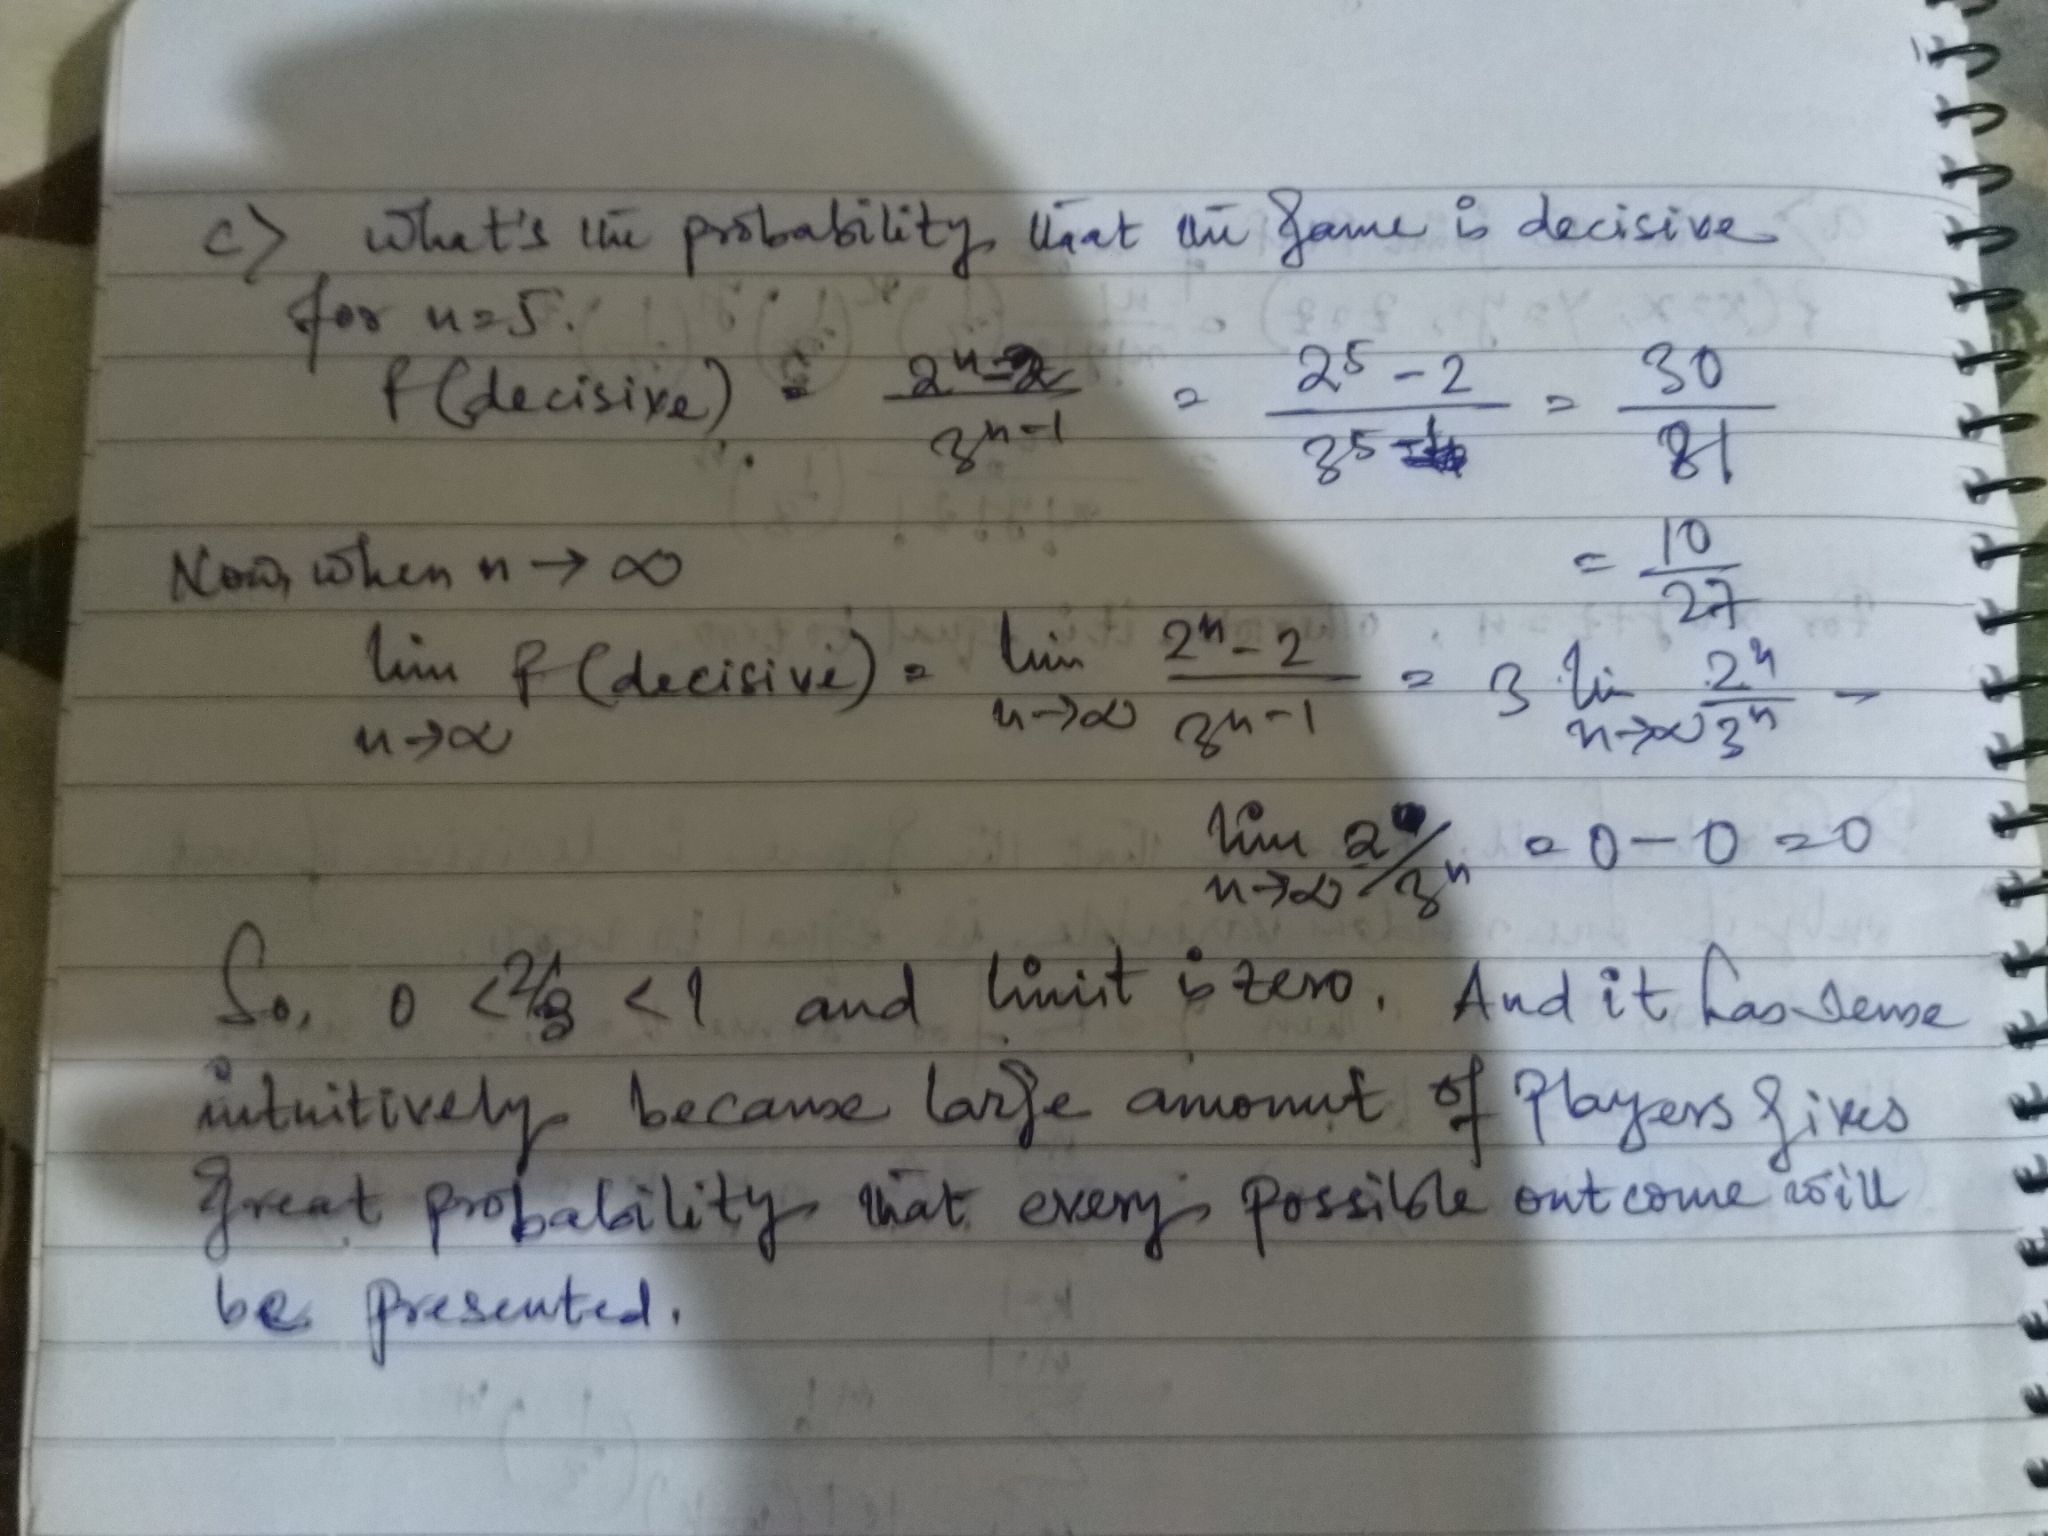 c) What's the probability that the game is decisive
for n=5.
P(decisive) = 2^n-2 / 3^n-1 = 2^5-2 / 3^5-1 = 30/81
= 10/27
Now, when n → ∞
lim n→∞ P(decisive) = lim n→∞ 2^n-2 / 3^n-1 = 3 lim n→∞ 2^n/3^n -
lim n→∞ 2/3^n = 0-0=0
So, 0 < 2/3 < 1 and limit is zero. And it has sense
intuitively because large amount of players gives
great probability that every possible outcome will
be presented.